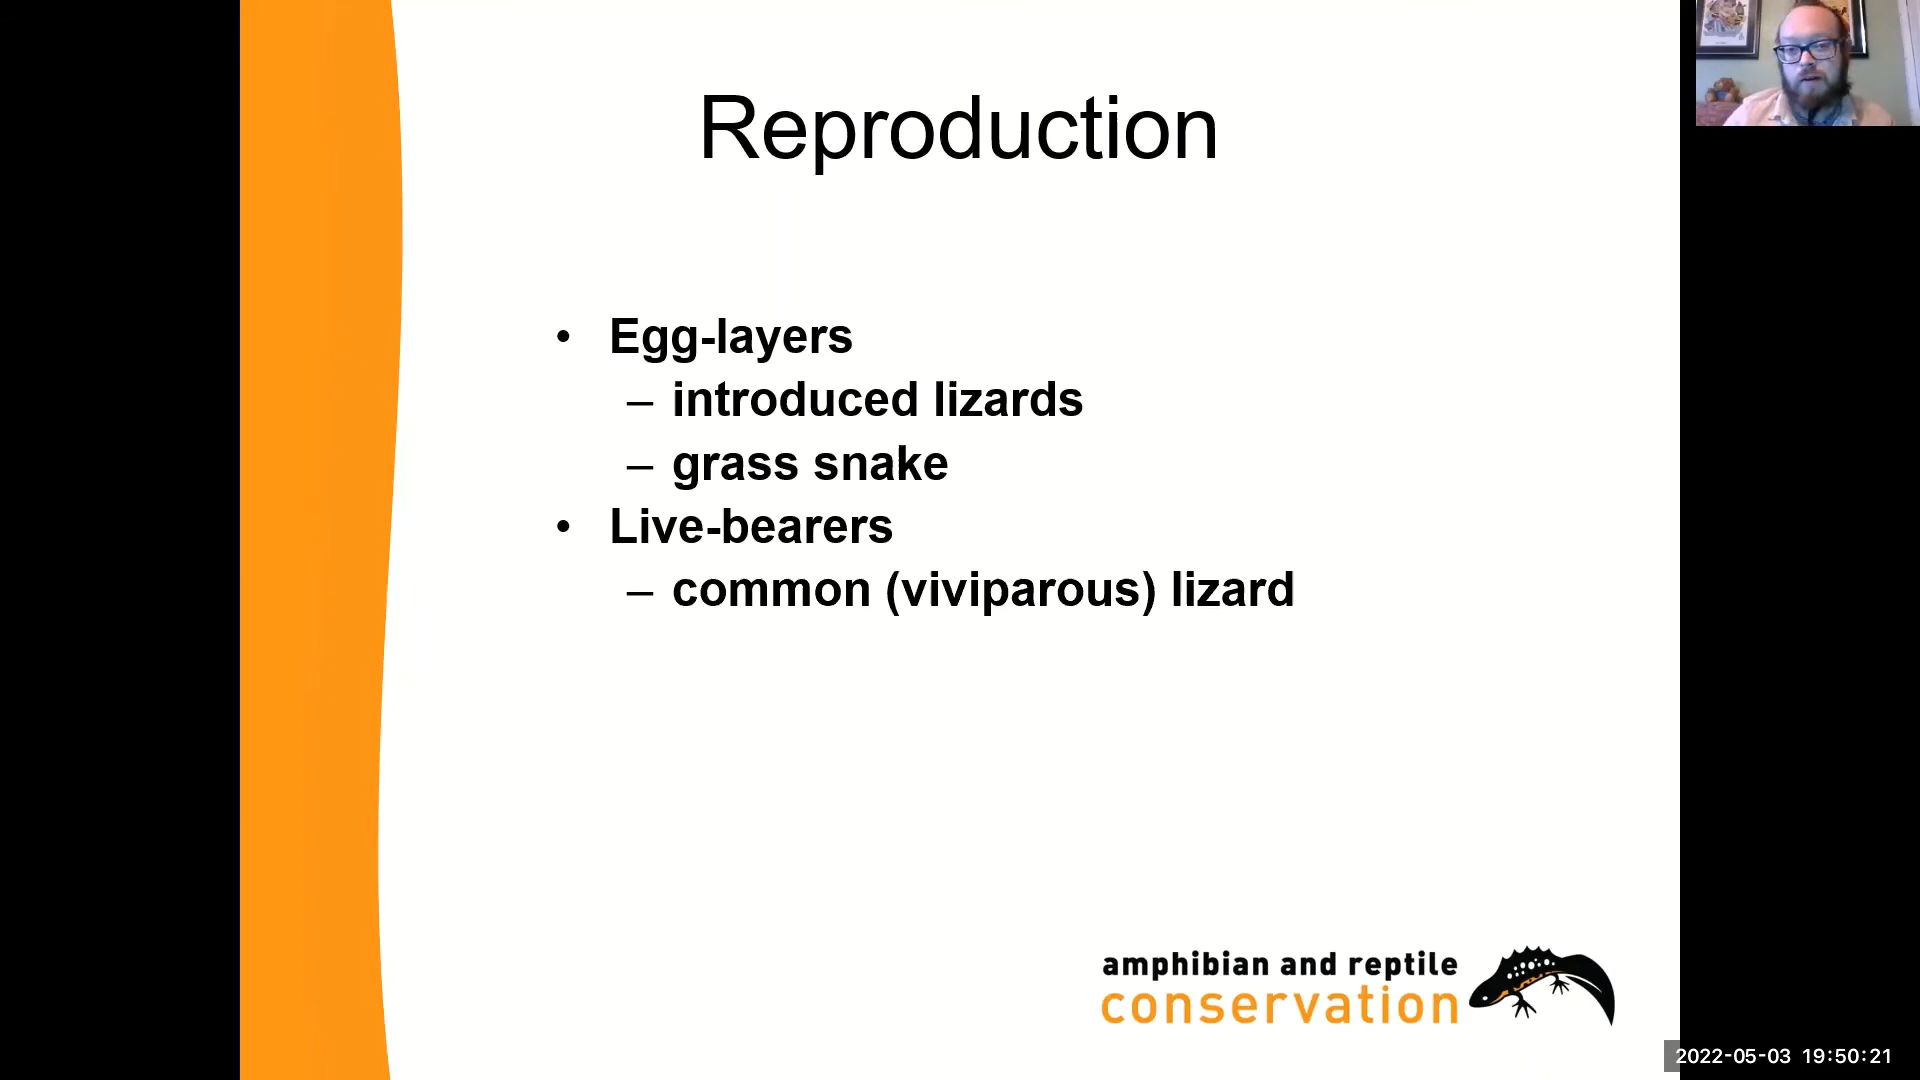 Reproduction
• Egg-layers
– introduced lizards
– grass snake
• Live-bearers
– common (viviparous) lizard
amphibian and reptile
conservation
2022-05-03 19:50:21